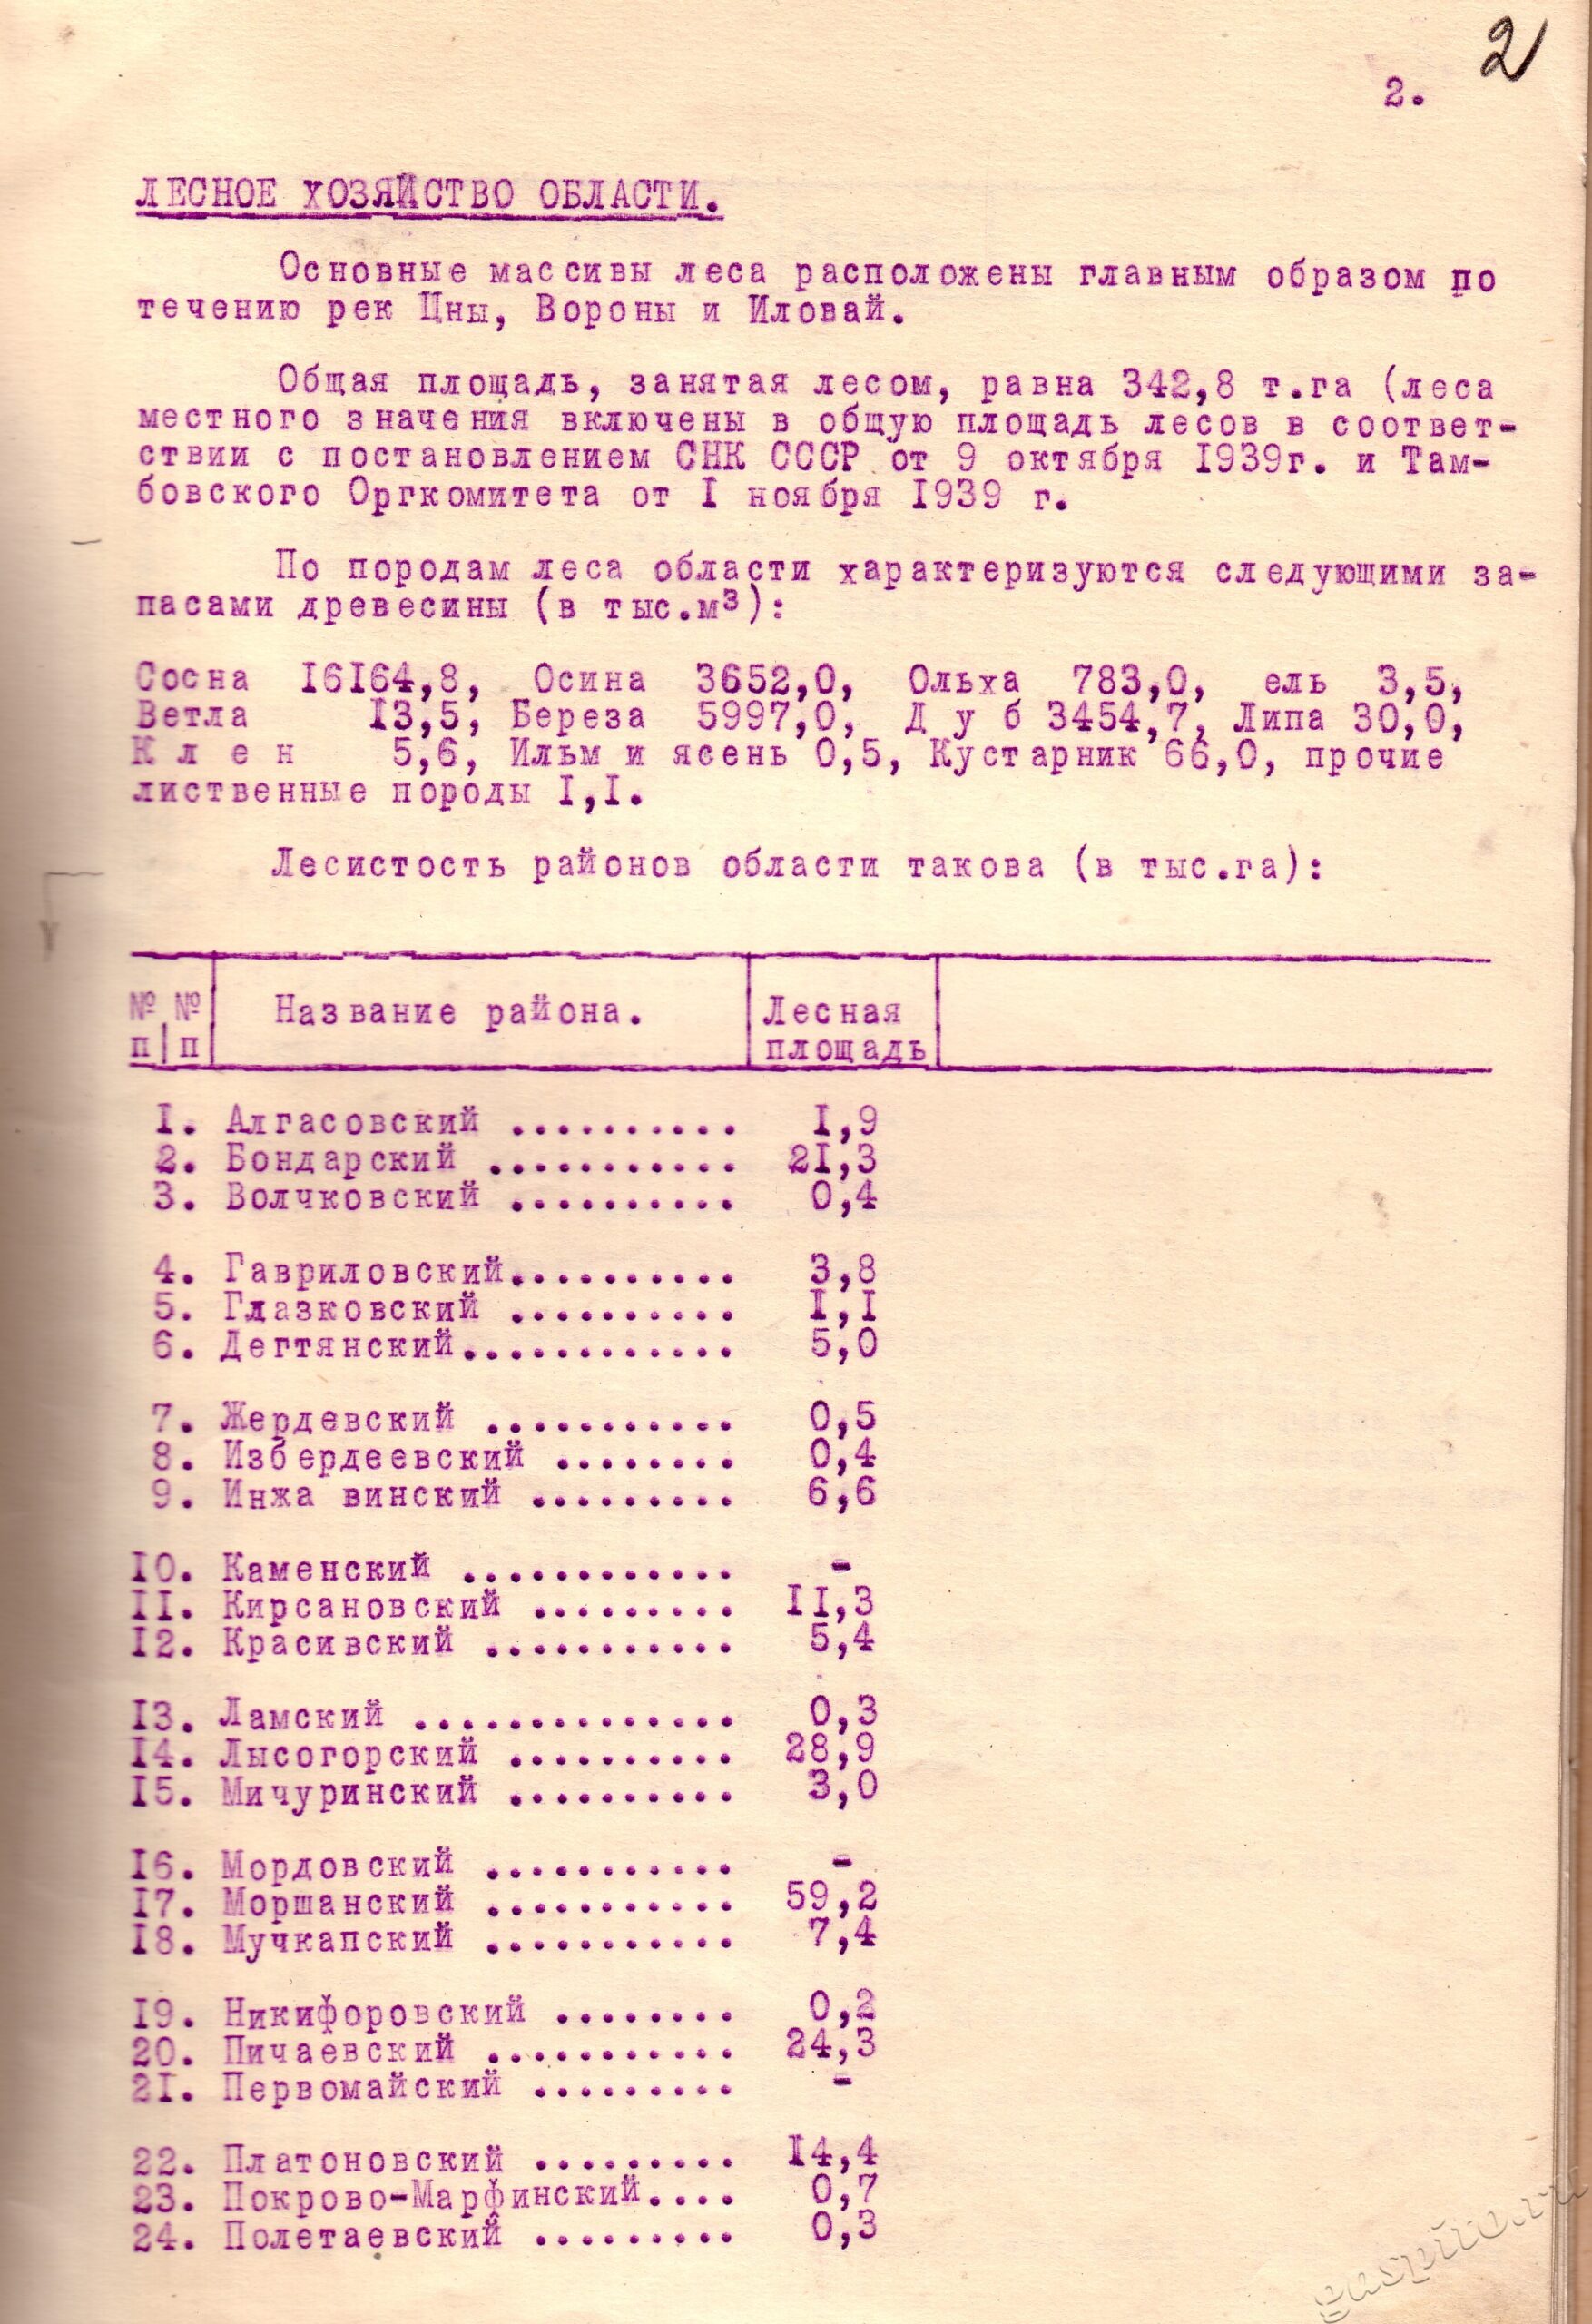 2
2.
ЛЕСНОЕ ХОЗЯЙСТВО ОБЛАСТИ.
Основные массивы леса расположены главным образом по
течению рек Цны, Вороны и Иловай.
Общая площадь, занятая лесом, равна 342,8 т.га (леса
местного значения включены в общую площадь лесов в соответ-
ствии с постановлением СНК СССР от 9 октября 1939г. и Там-
бовского Оргкомитета от I ноября 1939 г.
По породам леса области характеризуются следующими за-
пасами древесины (в тыс.м³):
Сосна I6I64,8, Осина 3652,0, Ольха 783,0, ель 3,5,
Ветла I3,5, Береза 5997,0, Д у б 3454,7, Липа 30,0,
К л е н 5,6, Ильм и ясень 0,5, Кустарник 66,0, прочие
лиственные породы I,I.
Лесистость районов области такова (в тыс.га):
№ № Название района. Лесная
п|п площадь
I. Алгасовский .......... I,9
2. Бондарский ........... 2I,3
3. Волчковский .......... 0,4
4. Гавриловский.......... 3,8
5. Глазковский .......... I,I
6. Дегтянский............ 5,0
7. Жердевский ........... 0,5
8. Избердеевский ........ 0,4
9. Инжа винский ......... 6,6
I0. Каменский ............ -
II. Кирсановский ......... II,3
I2. Красивский ........... 5,4
I3. Ламский .............. 0,3
I4. Лысогорский .......... 28,9
I5. Мичуринский .......... 3,0
I6. Мордовский ........... -
I7. Моршанский ........... 59,2
I8. Мучкапский ........... 7,4
I9. Никифоровский ........ 0,2
20. Пичаевский ........... 24,3
2I. Первомайский ......... -
22. Платоновский ......... I4,4
23. Покрово-Марфинский.... 0,7
24. Полетаевский ......... 0,3
gaspito.ru